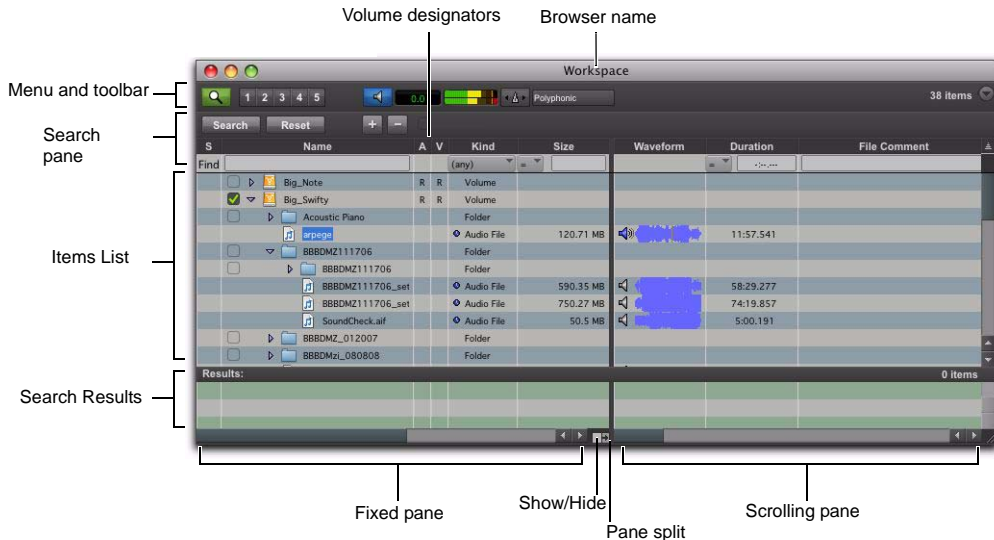 Volume designators
Browser name
Workspace
Menu and toolbar
1 2 3 4 5
0.0
Polyphonic
38 items
Search pane
Search Reset + −
S Name A V Kind Size Waveform Duration File Comment
Find (any) = = -:--.---
Items List
Big_Note R R Volume
Big_Swifty R R Volume
Acoustic Piano Folder
arpege Audio File 120.71 MB 11:57.541
BBBDMZ111706 Folder
BBBDMZ111706 Folder
BBBDMZ111706_set Audio File 590.35 MB 58:29.277
BBBDMZ111706_set Audio File 750.27 MB 74:19.857
SoundCheck.aif Audio File 50.5 MB 5:00.191
BBBDMZ_012007 Folder
BBBDMzi_080808 Folder
Results: 0 items
Search Results
Fixed pane
Show/Hide
Pane split
Scrolling pane